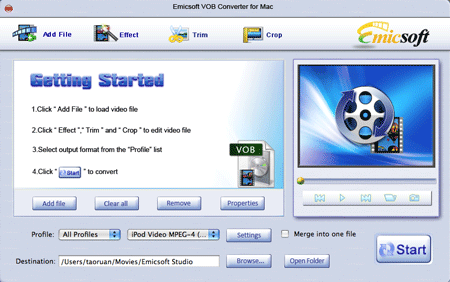 Emicsoft VOB Converter for Mac
Add File Effect Trim Crop Emicsoft
Getting Started
1.Click “ Add File ” to load video file
2.Click “ Effect ”,“ Trim ” and “ Crop ” to edit video file
3.Select output format from the “Profile” list
4.Click “ Start ” to convert
VOB
Add file Clear all Remove Properties
Profile: All Profiles iPod Video MPEG-4 (... Settings Merge into one file
Start
Destination: /Users/taoruan/Movies/Emicsoft Studio Browse... Open Folder